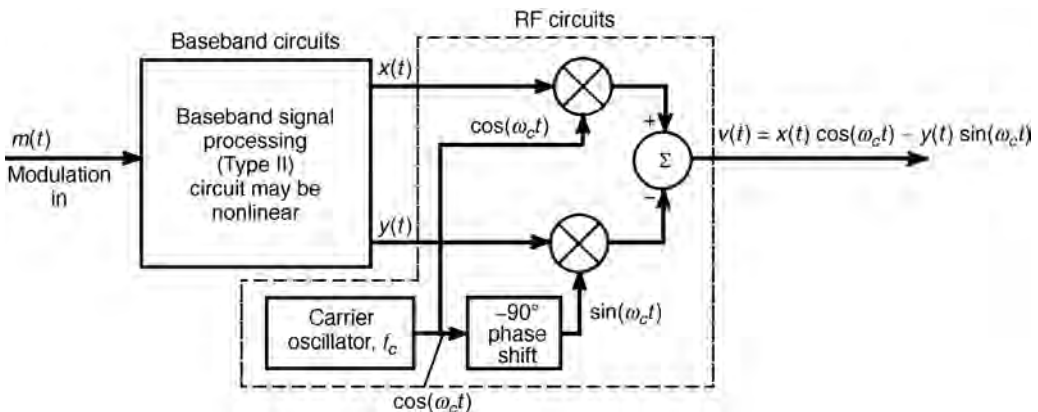 RF circuits
Baseband circuits
x(t)
m(t)
Modulation
in
Baseband signal
processing
(Type II)
circuit may be
nonlinear
cos(ω_c t)
+
Σ
−
v(t) = x(t) cos(ω_c t) − y(t) sin(ω_c t)
y(t)
Carrier
oscillator, f_c
−90°
phase
shift
sin(ω_c t)
cos(ω_c t)